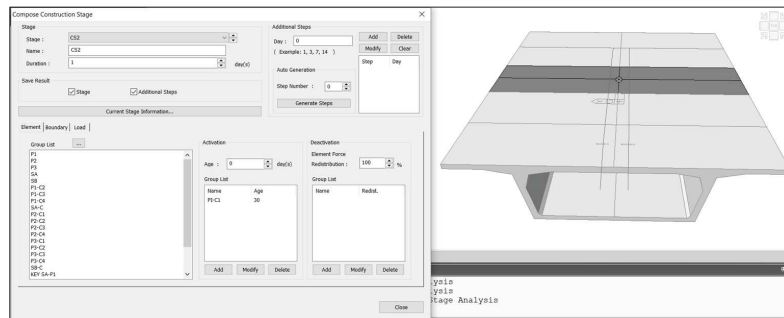 Compose Construction Stage
Stage
Stage :
CS2
Name :
CS2
Duration :
1
day(s)
Save Result
Stage
Additional Steps
Current Stage Information...
Additional Steps
Day :
0
( Example: 1, 3, 7, 14 )
Auto Generation
Step Number :
0
Generate Steps
Add
Delete
Modify
Clear
Step
Day
Element
Boundary
Load
Group List
...
P1
P2
P3
SA
SB
P1-C2
P1-C3
P1-C4
SA-C
P2-C1
P2-C2
P2-C3
P2-C4
P3-C1
P3-C2
P3-C3
P3-C4
SB-C
KEY SA-P1
Activation
Age :
0
day(s)
Group List
Name
Age
P1-C1
30
Add
Modify
Delete
Deactivation
Element Force
Redistribution :
100
%
Group List
Name
Redist.
Add
Modify
Delete
Close
ysis
ysis
Stage Analysis